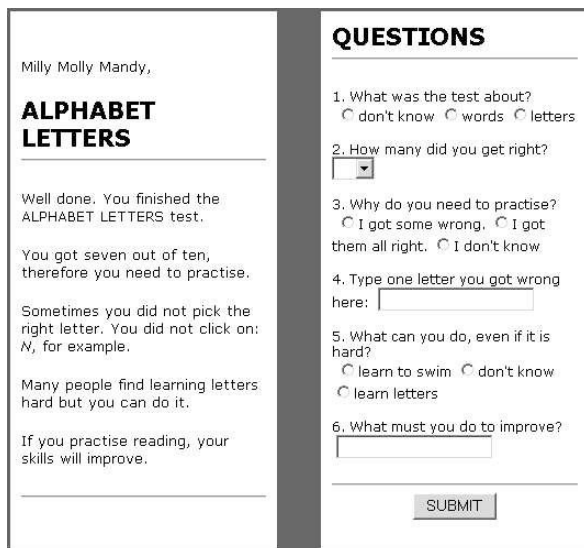 Milly Molly Mandy,
ALPHABET
LETTERS
Well done. You finished the
ALPHABET LETTERS test.
You got seven out of ten,
therefore you need to practise.
Sometimes you did not pick the
right letter. You did not click on:
N, for example.
Many people find learning letters
hard but you can do it.
If you practise reading, your
skills will improve.
QUESTIONS
1. What was the test about?
don't know words letters
2. How many did you get right?
3. Why do you need to practise?
I got some wrong. I got
them all right. I don't know
4. Type one letter you got wrong
here:
5. What can you do, even if it is
hard?
learn to swim don't know
learn letters
6. What must you do to improve?
SUBMIT